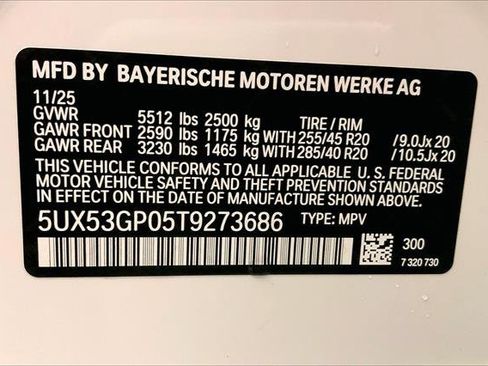 MFD BY BAYERISCHE MOTOREN WERKE AG
11/25
GVWR 5512 lbs 2500 kg TIRE / RIM
GAWR FRONT 2590 lbs 1175 kg WITH 255/45 R20 /9.0Jx 20
GAWR REAR 3230 lbs 1465 kg WITH 285/40 R20 /10.5Jx 20
THIS VEHICLE CONFORMS TO ALL APPLICABLE U. S. FEDERAL
MOTOR VEHICLE SAFETY AND THEFT PREVENTION STANDARDS
IN EFFECT ON THE DATE OF MANUFACTURE SHOWN ABOVE.
5UX53GP05T9273686 TYPE: MPV
300
7 320 730